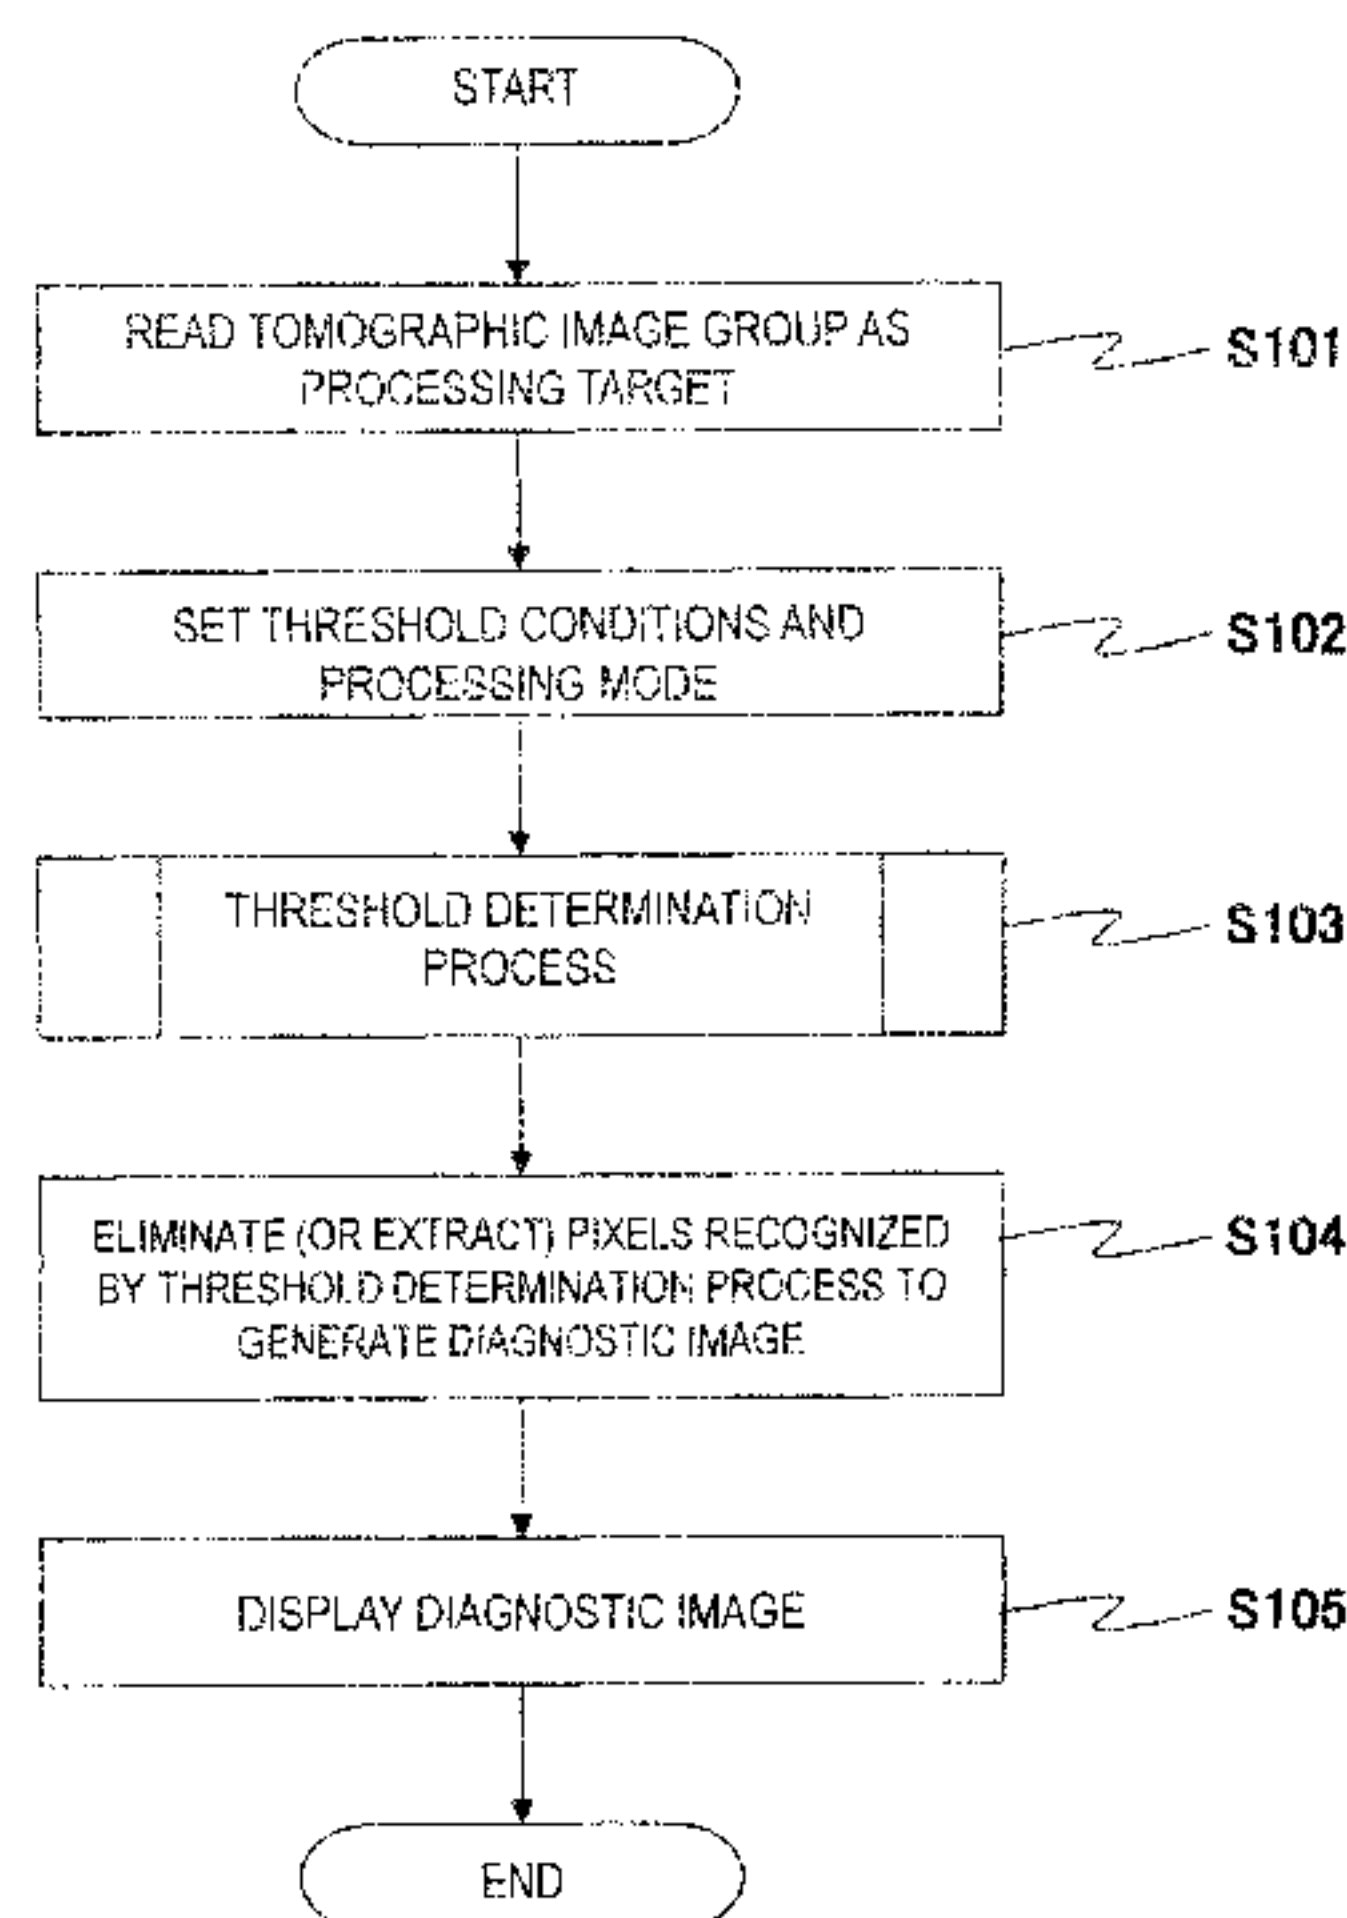 START
READ TOMOGRAPHIC IMAGE GROUP AS
PROCESSING TARGET
S101
SET THRESHOLD CONDITIONS AND
PROCESSING MODE
S102
THRESHOLD DETERMINATION
PROCESS
S103
ELIMINATE (OR EXTRACT) PIXELS RECOGNIZED
BY THRESHOLD DETERMINATION PROCESS TO
GENERATE DIAGNOSTIC IMAGE
S104
DISPLAY DIAGNOSTIC IMAGE
S105
END